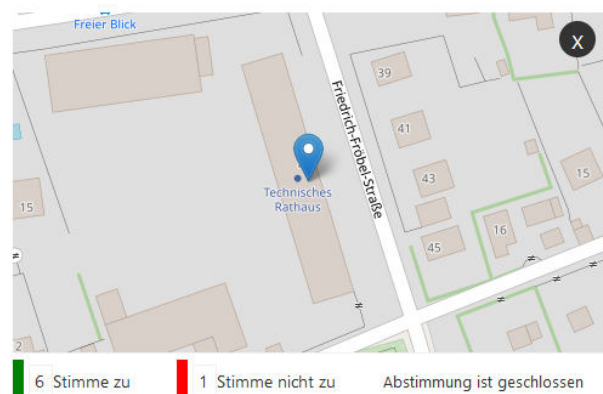 Freier Blick
X
39
Friedrich-Fröbel-Straße
41
Technisches
Rathaus
43
15
15
16
45
2
6 Stimme zu
1 Stimme nicht zu
Abstimmung ist geschlossen